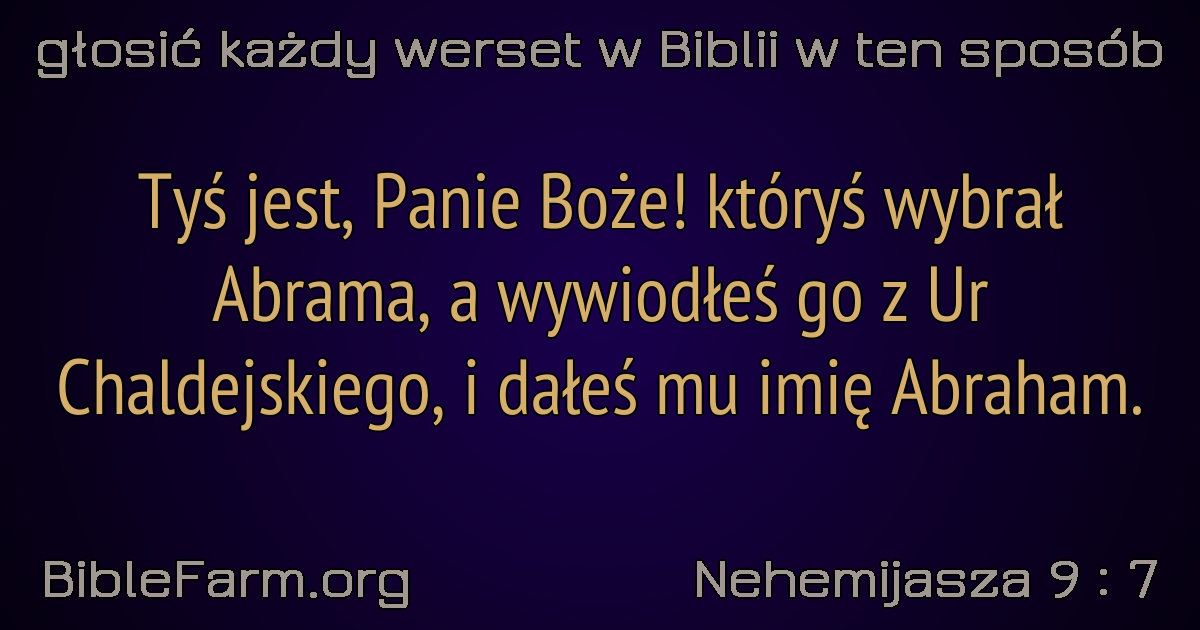 głosić każdy werset w Biblii w ten sposób
Tyś jest, Panie Boże! któryś wybrał
Abrama, a wywiodłeś go z Ur
Chaldejskiego, i dałeś mu imię Abraham.
BibleFarm.org
Nehemijasza 9 : 7